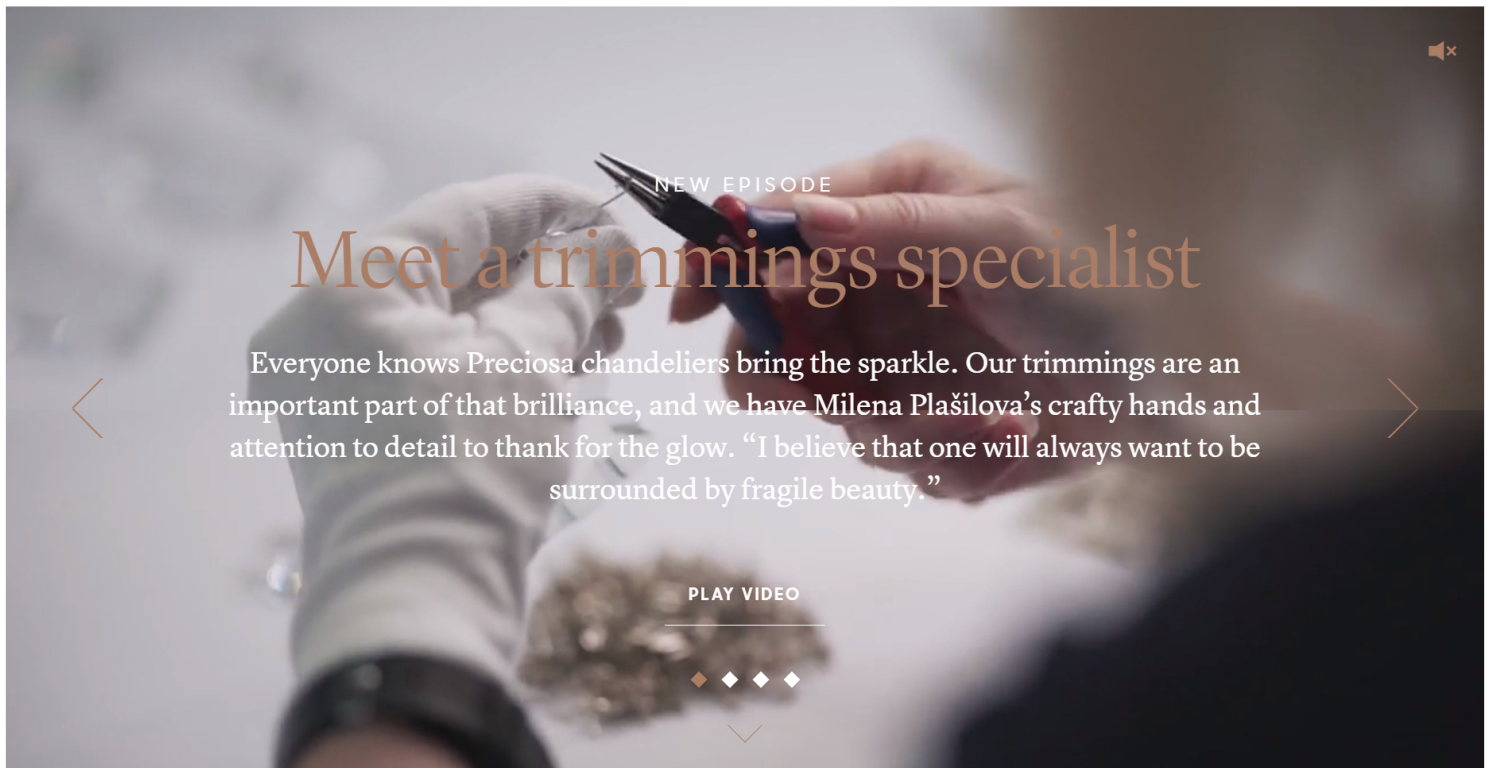 NEW EPISODE
Meet a trimmings specialist
Everyone knows Preciosa chandeliers bring the sparkle. Our trimmings are an
important part of that brilliance, and we have Milena Plašilova’s crafty hands and
attention to detail to thank for the glow. “I believe that one will always want to be
surrounded by fragile beauty.”
PLAY VIDEO